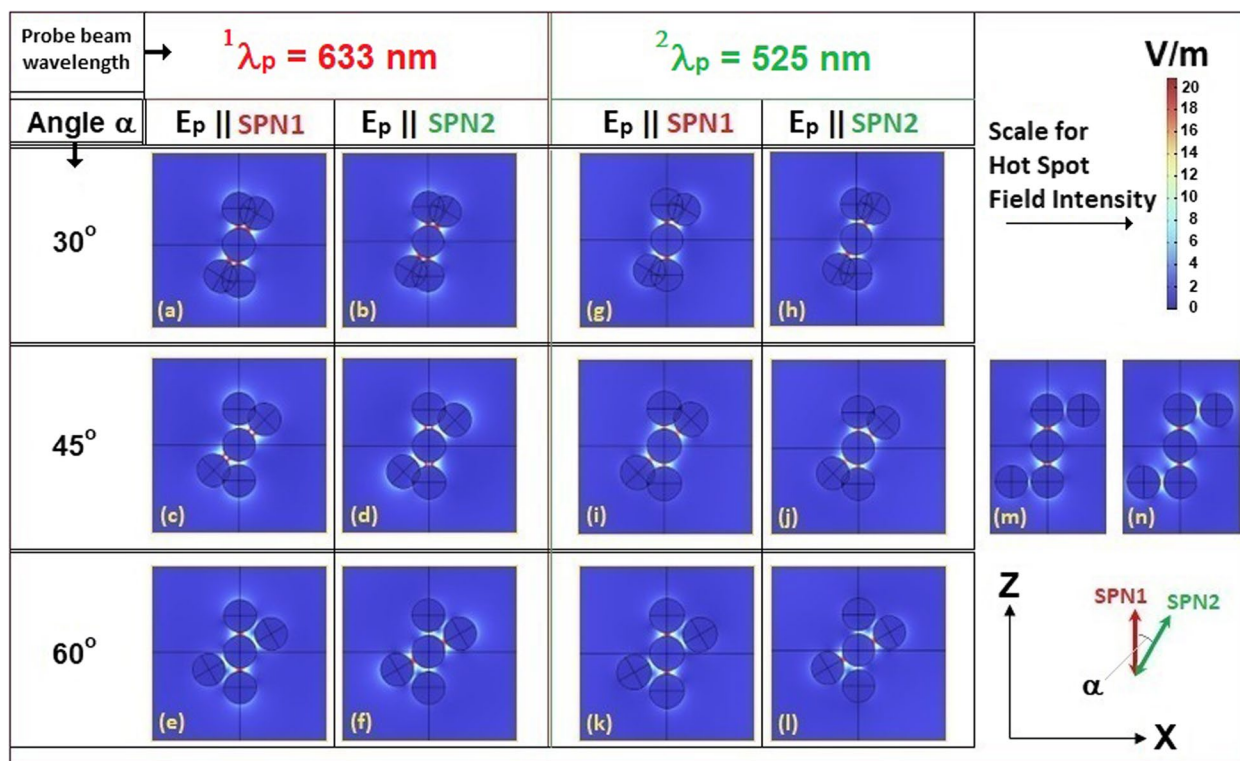 Probe beam
wavelength
¹λp = 633 nm
²λp = 525 nm
V/m
Angle α
Ep || SPN1
Ep || SPN2
Ep || SPN1
Ep || SPN2
Scale for
Hot Spot
Field Intensity
20
18
16
14
12
10
8
6
4
2
0
30°
(a)
(b)
(g)
(h)
45°
(c)
(d)
(i)
(j)
(m)
(n)
60°
(e)
(f)
(k)
(l)
Z
SPN1
SPN2
α
X